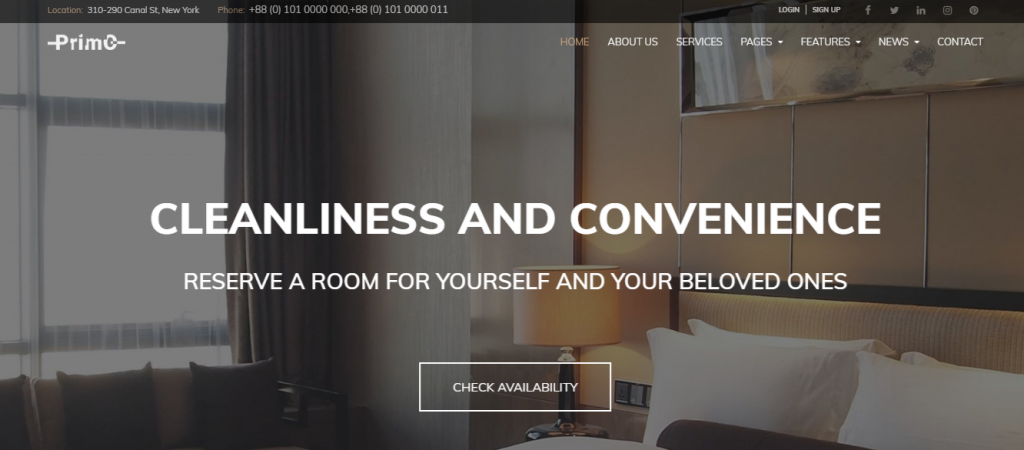 Location: 310-290 Canal St, New York Phone: +88 (0) 101 0000 000,+88 (0) 101 0000 011 LOGIN | SIGN UP
PrimO HOME ABOUT US SERVICES PAGES FEATURES NEWS CONTACT
CLEANLINESS AND CONVENIENCE
RESERVE A ROOM FOR YOURSELF AND YOUR BELOVED ONES
CHECK AVAILABILITY